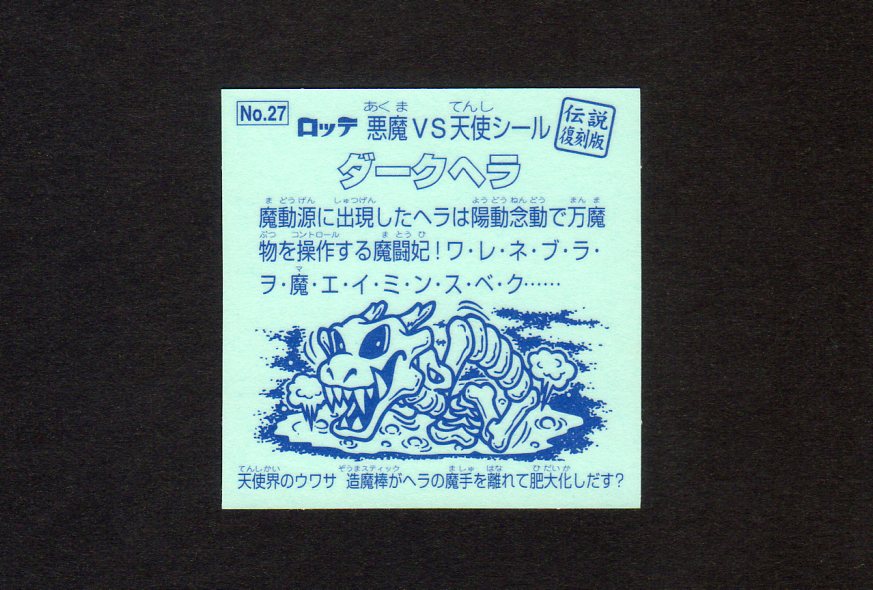 No.27 ロッテ 悪魔VS天使シール 伝説復刻版
あくま てんし
ダークヘラ
まどうげん しゅつげん ようどうねんどう まんま
魔動源に出現したヘラは陽動念動で万魔
ぶつ コントロール まとうひ
物を操作する魔闘妃!ワ・レ・ネ・ブ・ラ・
マ
ヲ・魔・エ・イ・ミ・ン・ス・ベ・ク……
てんしかい ぞうまスティック ましゅ はな ひだいか
天使界のウワサ 造魔棒がヘラの魔手を離れて肥大化しだす?